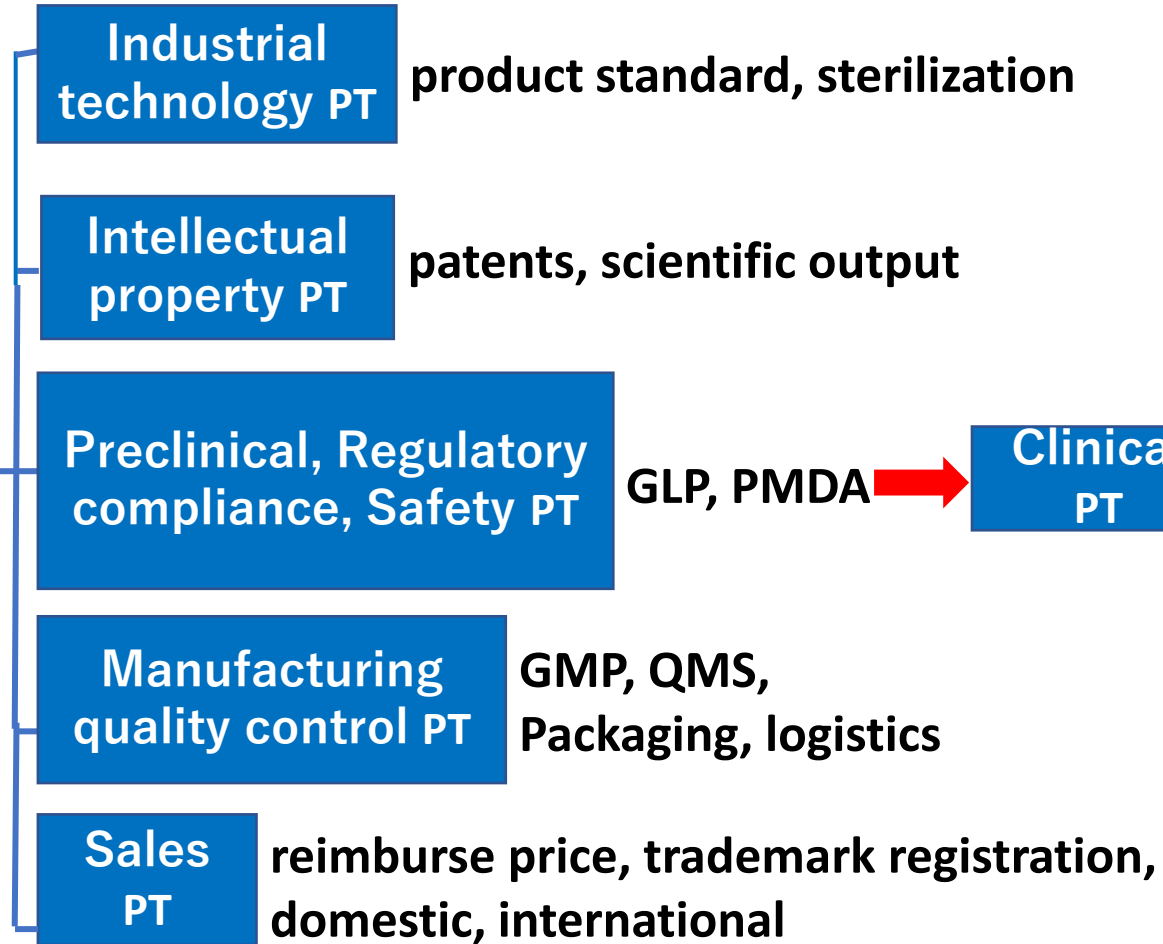 Industrial
technology PT
product standard, sterilization
Intellectual
property PT
patents, scientific output
Preclinical, Regulatory
compliance, Safety PT
GLP, PMDA
PT
Manufacturing
quality control PT
GMP, QMS,
Packaging, logistics
Sales
PT
reimburse price, trademark registration,
domestic, international